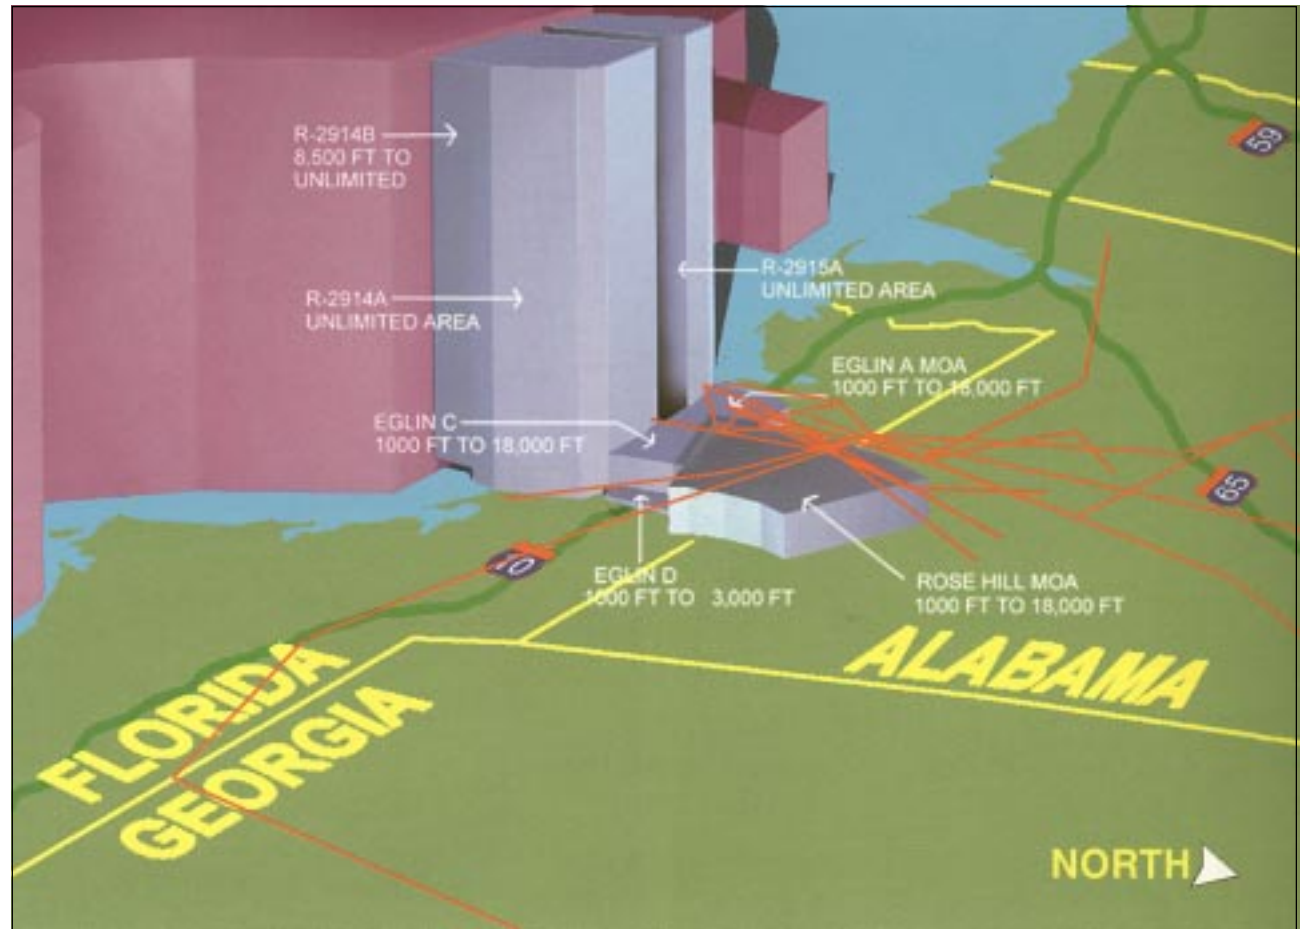 R-2914B
8,500 FT TO
UNLIMITED
R-2914A
UNLIMITED AREA
R-2915A
UNLIMITED AREA
EGLIN A MOA
1000 FT TO 18,000 FT
EGLIN C
1000 FT TO 18,000 FT
EGLIN D
1000 FT TO 3,000 FT
ROSE HILL MOA
1000 FT TO 18,000 FT
59
65
10
FLORIDA
GEORGIA
ALABAMA
NORTH